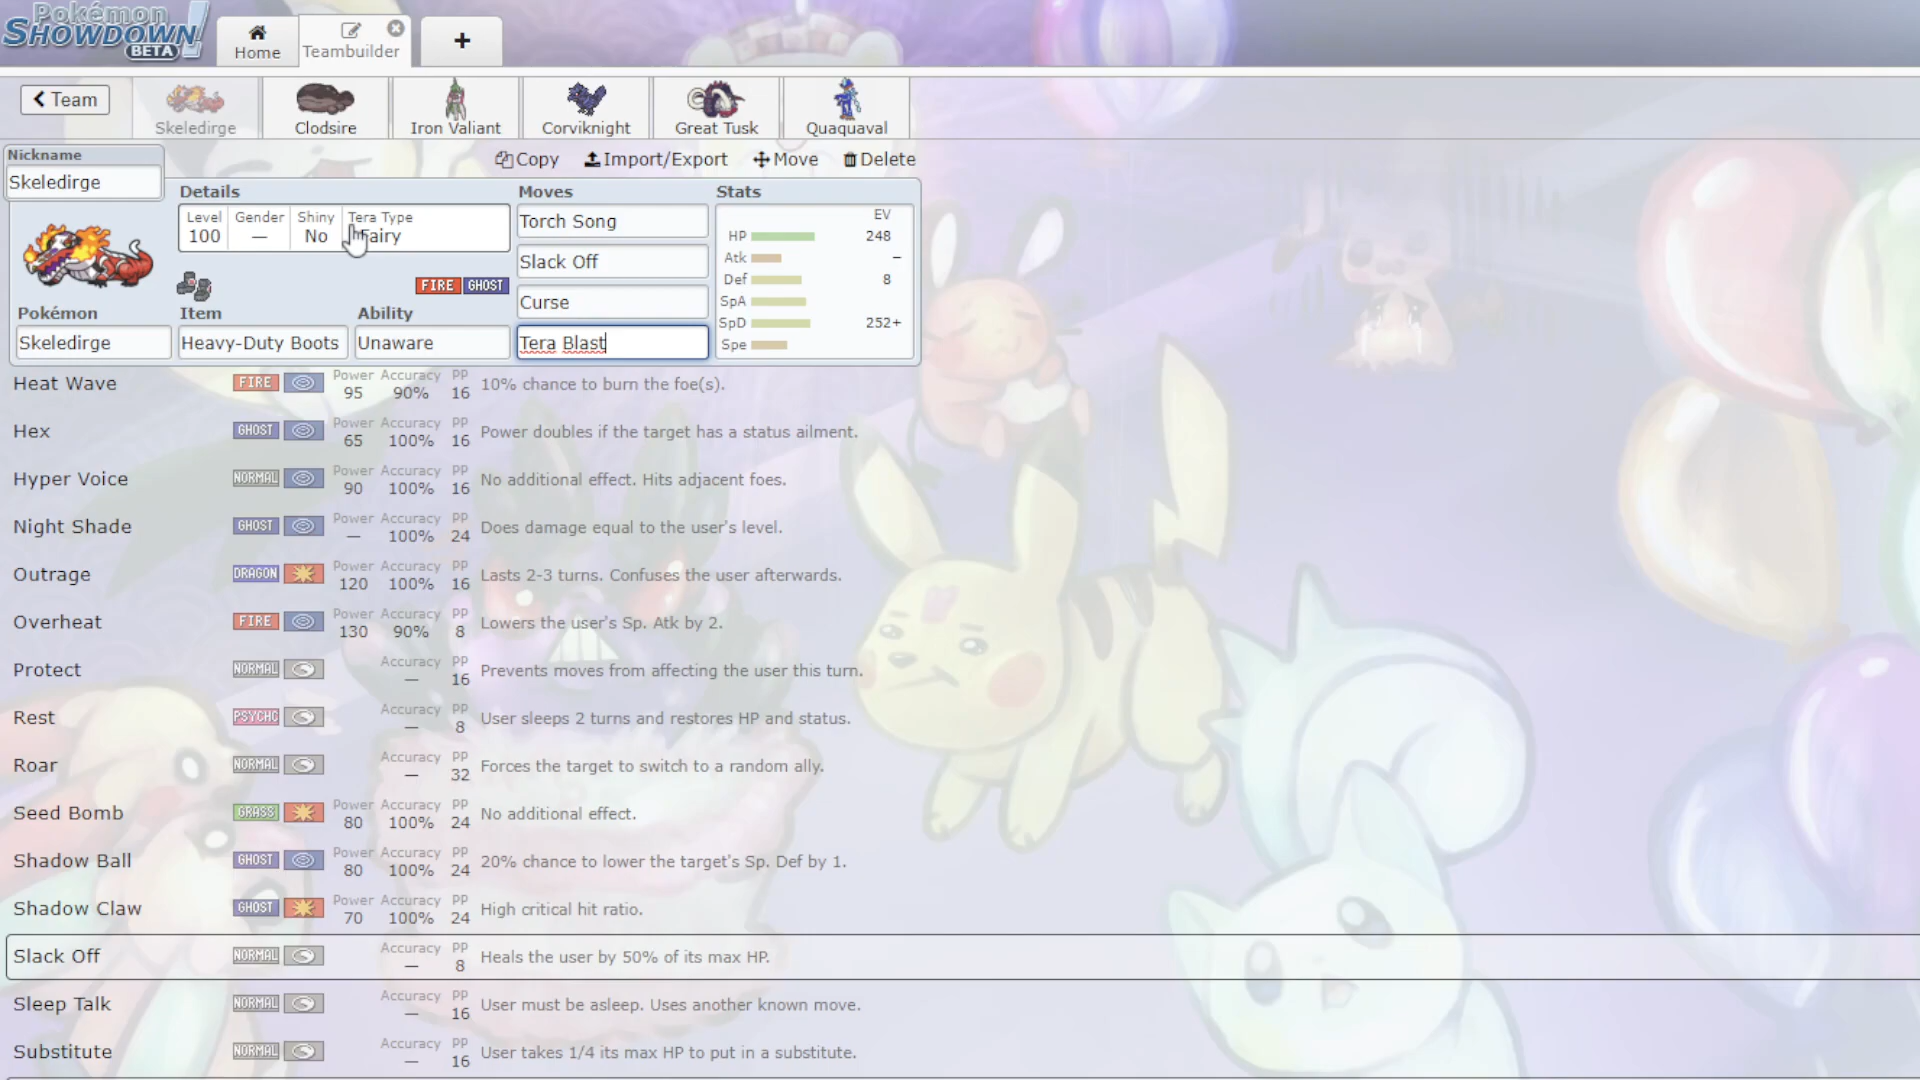 Pokémon
SHOWDOWN!
BETA
Home
Teambuilder
+
Team
Skeledirge
Clodsire
Iron Valiant
Corviknight
Great Tusk
Quaquaval
Nickname
Skeledirge
Copy Import/Export Move Delete
Details
Level Gender Shiny Tera Type
100 — No Fairy
FIRE GHOST
Pokémon Item Ability
Skeledirge Heavy-Duty Boots Unaware
Moves
Torch Song
Slack Off
Curse
Tera Blast
Stats
EV
HP 248
Atk –
Def 8
SpA
SpD 252+
Spe
Heat Wave FIRE Power 95 Accuracy 90% PP 16 10% chance to burn the foe(s).
Hex GHOST Power 65 Accuracy 100% PP 16 Power doubles if the target has a status ailment.
Hyper Voice NORMAL Power 90 Accuracy 100% PP 16 No additional effect. Hits adjacent foes.
Night Shade GHOST Power — Accuracy 100% PP 24 Does damage equal to the user's level.
Outrage DRAGON Power 120 Accuracy 100% PP 16 Lasts 2-3 turns. Confuses the user afterwards.
Overheat FIRE Power 130 Accuracy 90% PP 8 Lowers the user's Sp. Atk by 2.
Protect NORMAL Accuracy — PP 16 Prevents moves from affecting the user this turn.
Rest PSYCHC Accuracy — PP 8 User sleeps 2 turns and restores HP and status.
Roar NORMAL Accuracy — PP 32 Forces the target to switch to a random ally.
Seed Bomb GRASS Power 80 Accuracy 100% PP 24 No additional effect.
Shadow Ball GHOST Power 80 Accuracy 100% PP 24 20% chance to lower the target's Sp. Def by 1.
Shadow Claw GHOST Power 70 Accuracy 100% PP 24 High critical hit ratio.
Slack Off NORMAL Accuracy — PP 8 Heals the user by 50% of its max HP.
Sleep Talk NORMAL Accuracy — PP 16 User must be asleep. Uses another known move.
Substitute NORMAL Accuracy — PP 16 User takes 1/4 its max HP to put in a substitute.